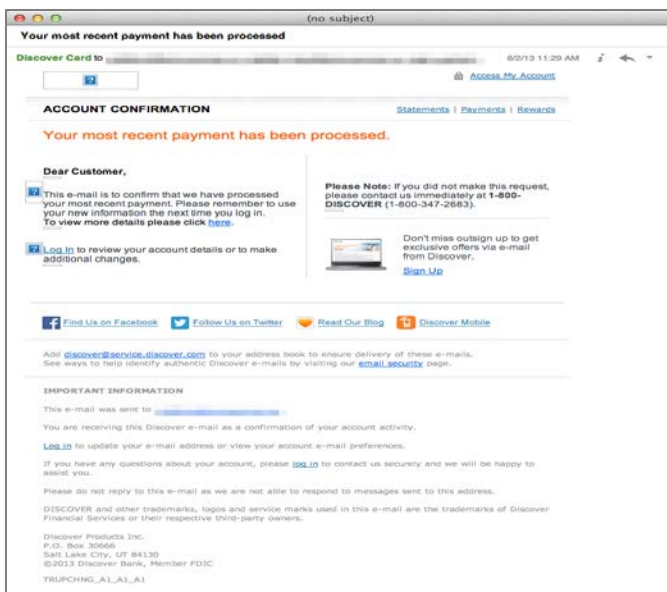 (no subject)
Your most recent payment has been processed
Discover Card to
6/2/13 11:29 AM
Access My Account
ACCOUNT CONFIRMATION
Statements | Payments | Rewards
Your most recent payment has been processed.
Dear Customer,
This e-mail is to confirm that we have processed
your most recent payment. Please remember to use
your new information the next time you log in.
To view more details please click here.
Log In to review your account details or to make
additional changes.
Please Note: If you did not make this request,
please contact us immediately at 1-800-
DISCOVER (1-800-347-2683).
Don't miss outsign up to get
exclusive offers via e-mail
from Discover.
Sign Up
Find Us on Facebook
Follow Us on Twitter
Read Our Blog
Discover Mobile
Add discover@service.discover.com to your address book to ensure delivery of these e-mails.
See ways to help identify authentic Discover e-mails by visiting our email security page.
IMPORTANT INFORMATION
This e-mail was sent to
You are receiving this Discover e-mail as a confirmation of your account activity.
Log in to update your e-mail address or view your account e-mail preferences.
If you have any questions about your account, please log in to contact us securely and we will be happy to
assist you.
Please do not reply to this e-mail as we are not able to respond to messages sent to this address.
DISCOVER and other trademarks, logos and service marks used in this e-mail are the trademarks of Discover
Financial Services or their respective third-party owners.
Discover Products Inc.
P.O. Box 30666
Salt Lake City, UT 84130
©2013 Discover Bank, Member FDIC
TRUPCHNG_A1_A1_A1